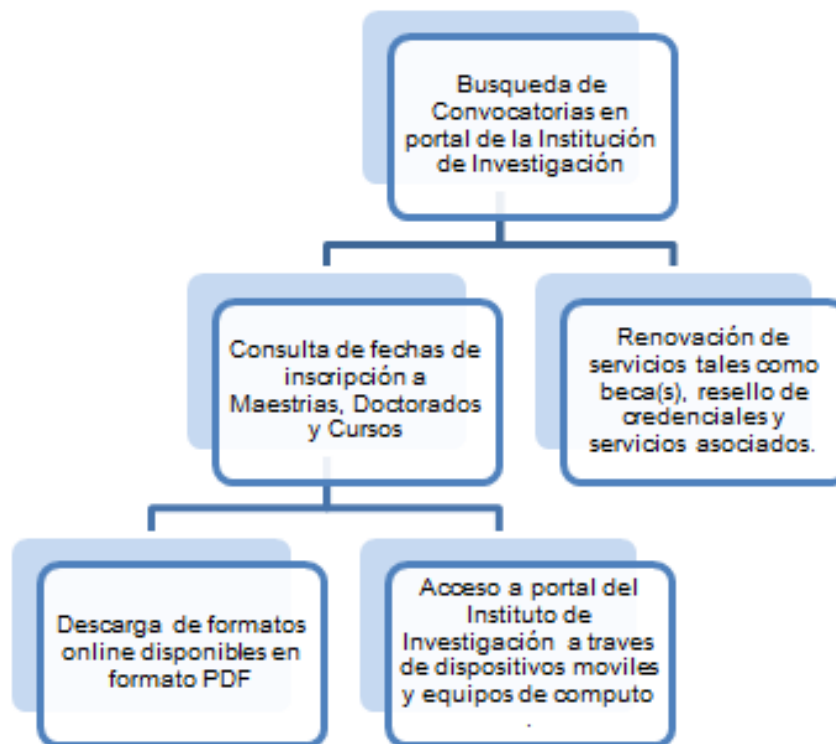 Busqueda de
Convocatorias en
portal de la Institución
de Investigación
Consulta de fechas de
inscripción a
Maestrias, Doctorados
y Cursos
Renovación de
servicios tales como
beca(s), resello de
credenciales y
servicios asociados.
Descarga de formatos
online disponibles en
formato PDF
Acceso a portal del
Instituto de
Investigación a traves
de dispositivos moviles
y equipos de computo
.